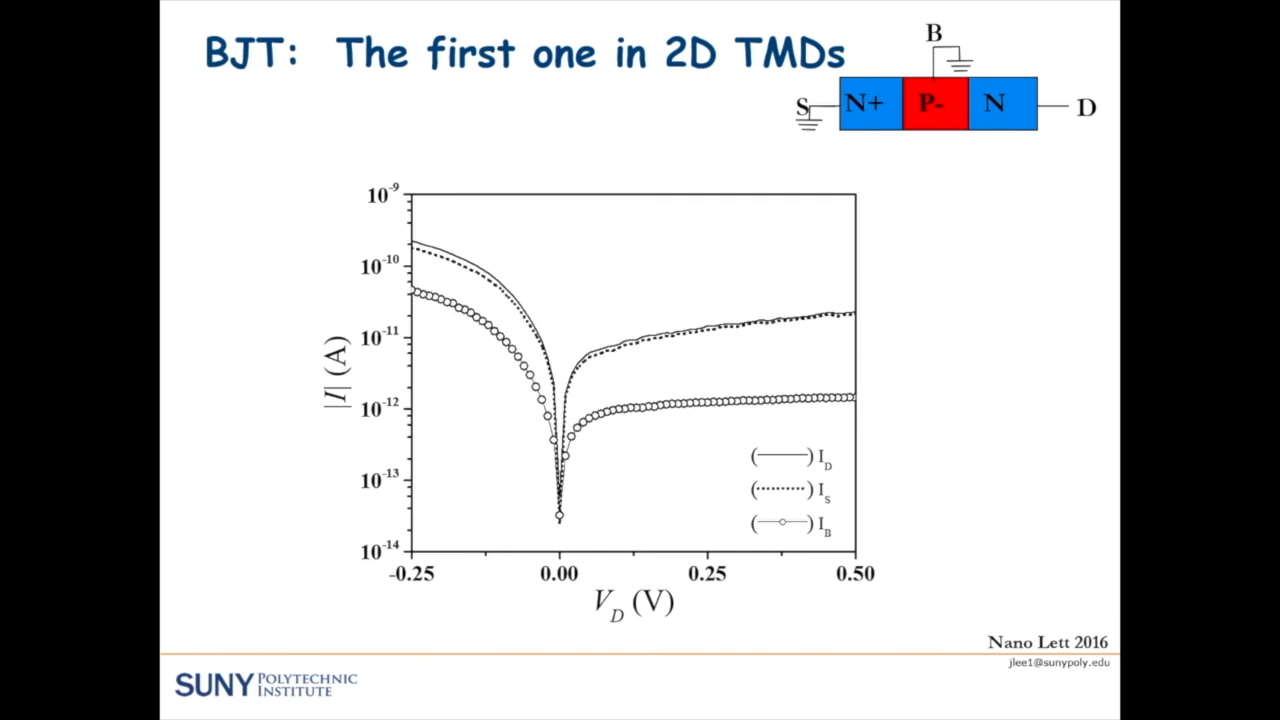 BJT: The first one in 2D TMDs
B
S N+ P- N D
10-9
10-10
10-11
10-12
10-13
10-14
|I| (A)
(—) I_D
(·····) I_S
(—○—) I_B
-0.25 0.00 0.25 0.50
V_D (V)
Nano Lett 2016
jlee1@sunypoly.edu
SUNY POLYTECHNIC
INSTITUTE